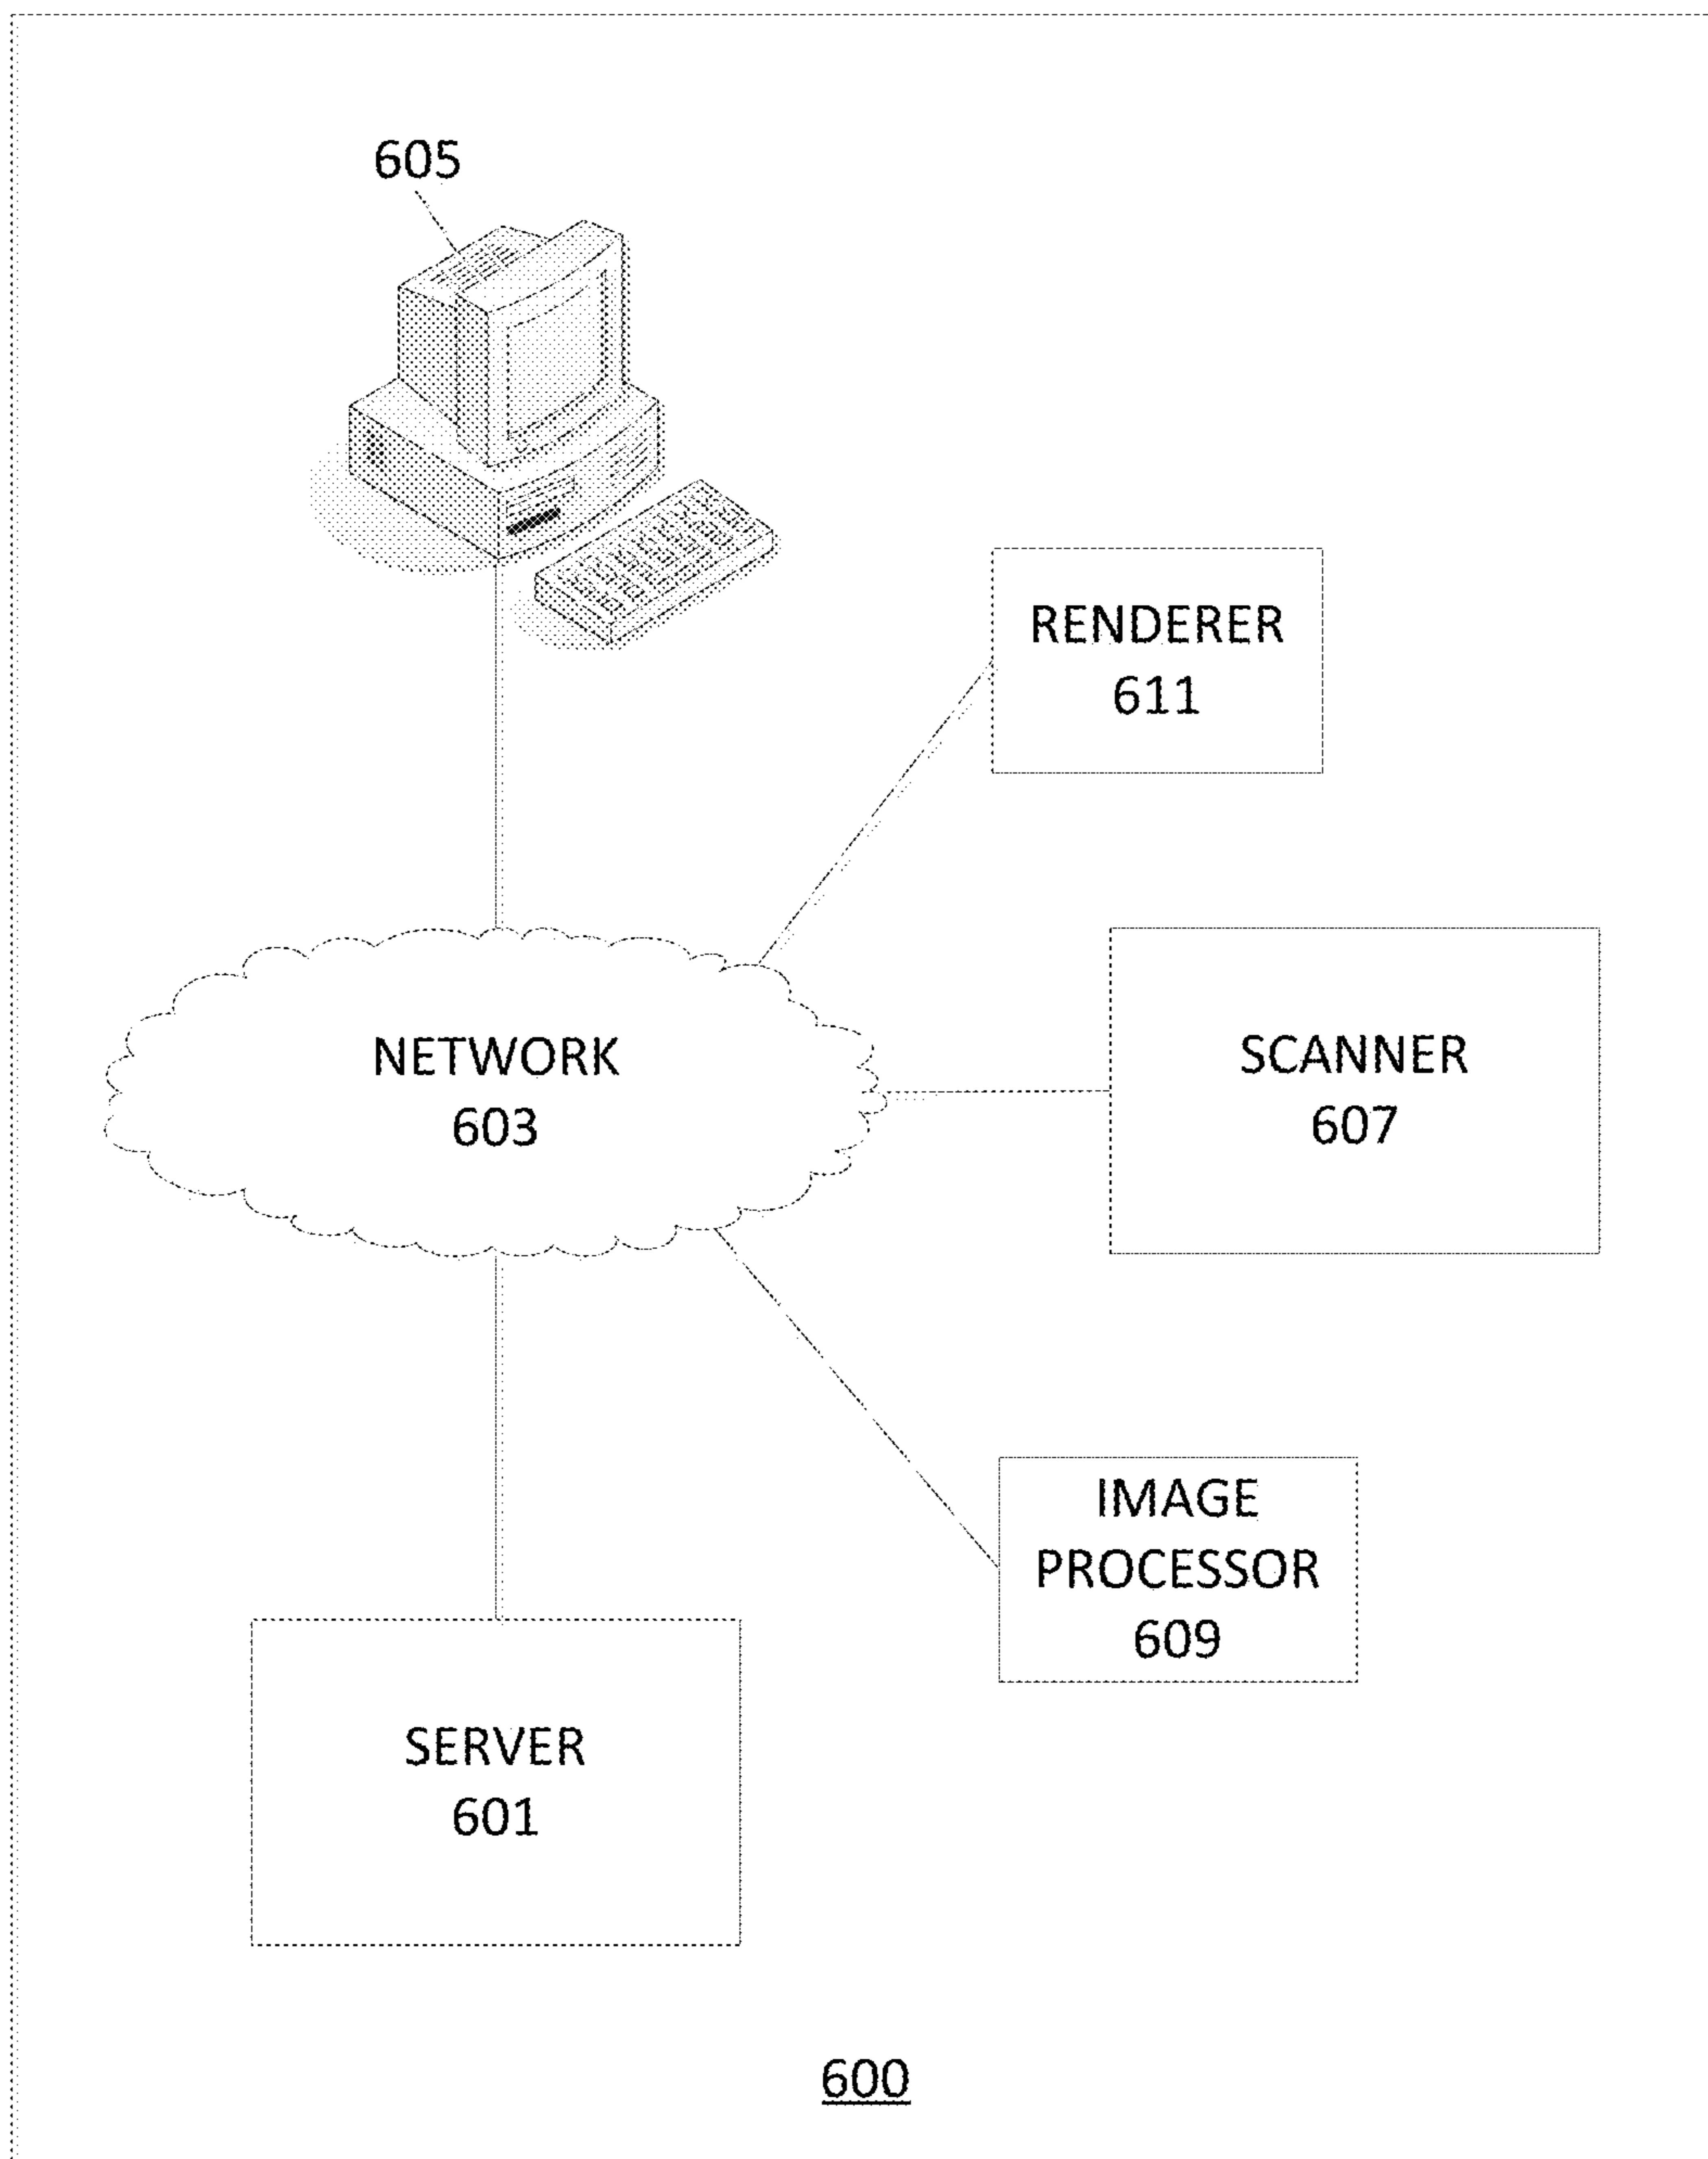 605
RENDERER
611
NETWORK
603
SCANNER
607
IMAGE
PROCESSOR
609
SERVER
601
600